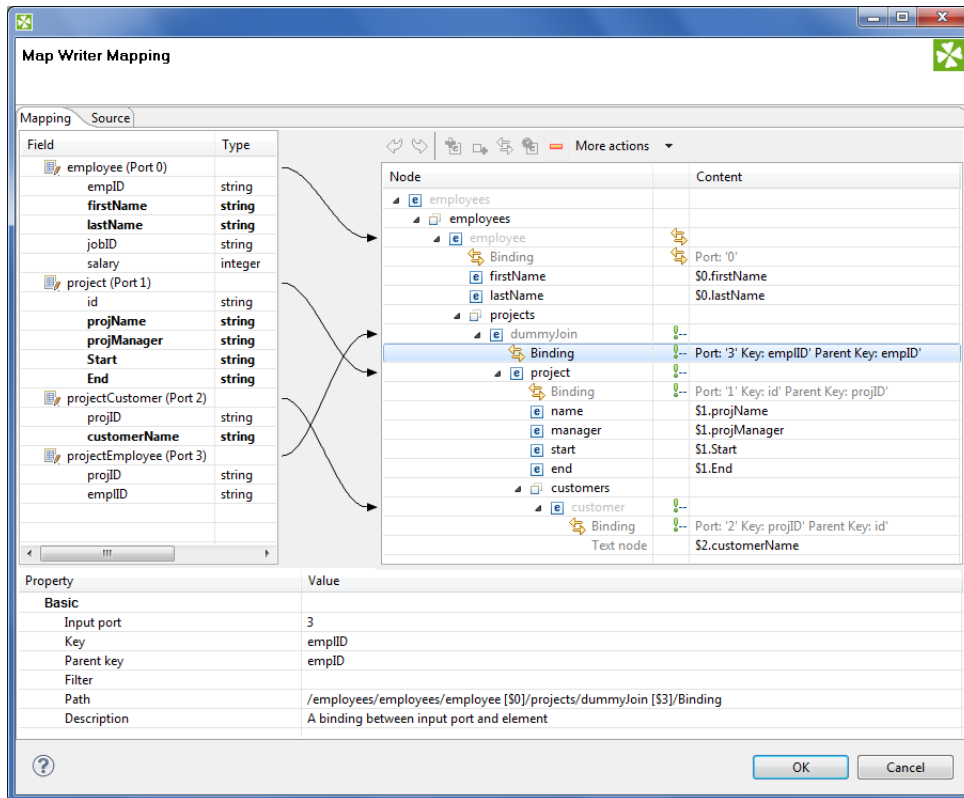 Map Writer Mapping
Mapping Source
Field Type
employee (Port 0)
empID string
firstName string
lastName string
jobID string
salary integer
project (Port 1)
id string
projName string
projManager string
Start string
End string
projectCustomer (Port 2)
projID string
customerName string
projectEmployee (Port 3)
projID string
emplID string
More actions
Node Content
employees
employees
employee
Binding Port: '0'
firstName $0.firstName
lastName $0.lastName
projects
dummyJoin
Binding Port: '3' Key: emplID' Parent Key: empID'
project
Binding Port: '1' Key: id' Parent Key: projID'
name $1.projName
manager $1.projManager
start $1.Start
end $1.End
customers
customer
Binding Port: '2' Key: projID' Parent Key: id'
Text node $2.customerName
Property Value
Basic
Input port 3
Key emplID
Parent key empID
Filter
Path /employees/employees/employee [$0]/projects/dummyJoin [$3]/Binding
Description A binding between input port and element
? OK Cancel